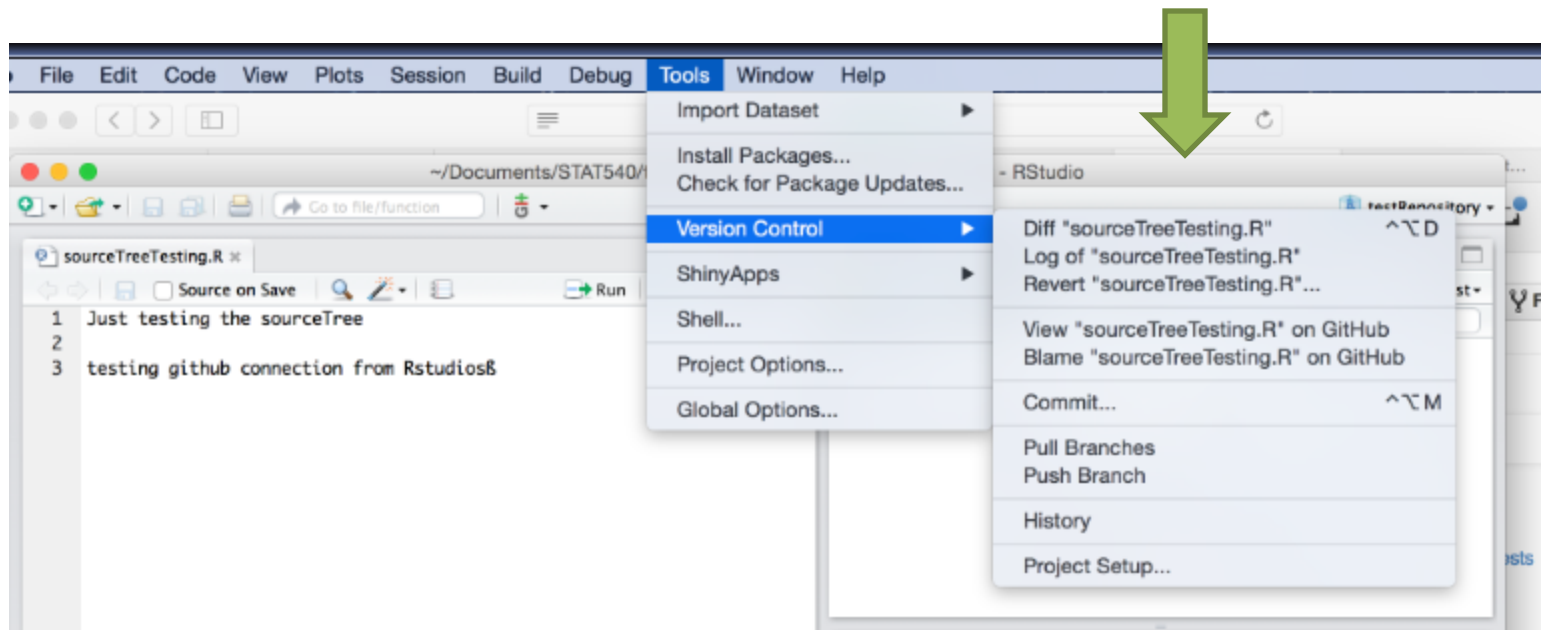 File Edit Code View Plots Session Build Debug Tools Window Help
~/Documents/STAT540/ - RStudio
Go to file/function
testRepository
sourceTreeTesting.R
Source on Save Run
1 Just testing the sourceTree
2
3 testing github connection from Rstudiosß
Import Dataset
Install Packages...
Check for Package Updates...
Version Control
ShinyApps
Shell...
Project Options...
Global Options...
Diff "sourceTreeTesting.R" ^⌥D
Log of "sourceTreeTesting.R"
Revert "sourceTreeTesting.R"...
View "sourceTreeTesting.R" on GitHub
Blame "sourceTreeTesting.R" on GitHub
Commit... ^⌥M
Pull Branches
Push Branch
History
Project Setup...